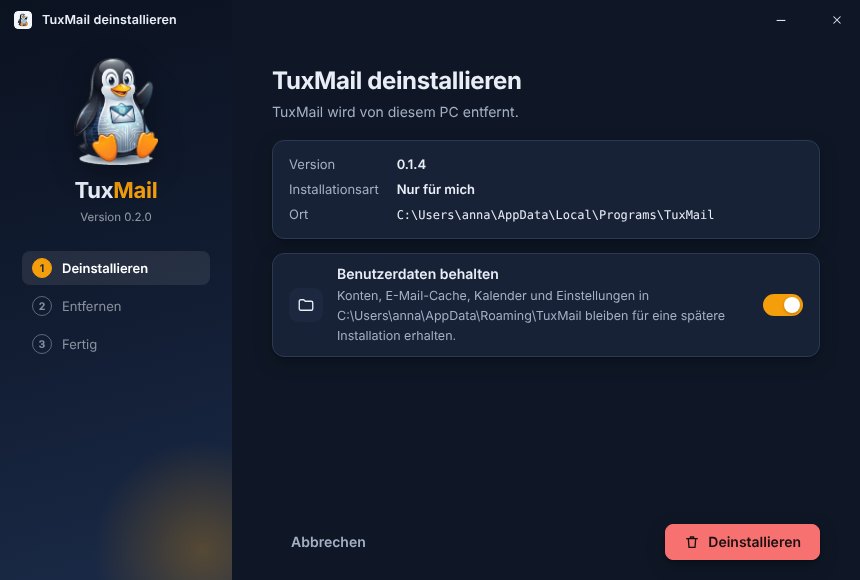 TuxMail deinstallieren
TuxMail
Version 0.2.0
1 Deinstallieren
2 Entfernen
3 Fertig
TuxMail deinstallieren
TuxMail wird von diesem PC entfernt.
Version 0.1.4
Installationsart Nur für mich
Ort C:\Users\anna\AppData\Local\Programs\TuxMail
Benutzerdaten behalten
Konten, E-Mail-Cache, Kalender und Einstellungen in
C:\Users\anna\AppData\Roaming\TuxMail bleiben für eine spätere
Installation erhalten.
Abbrechen
Deinstallieren